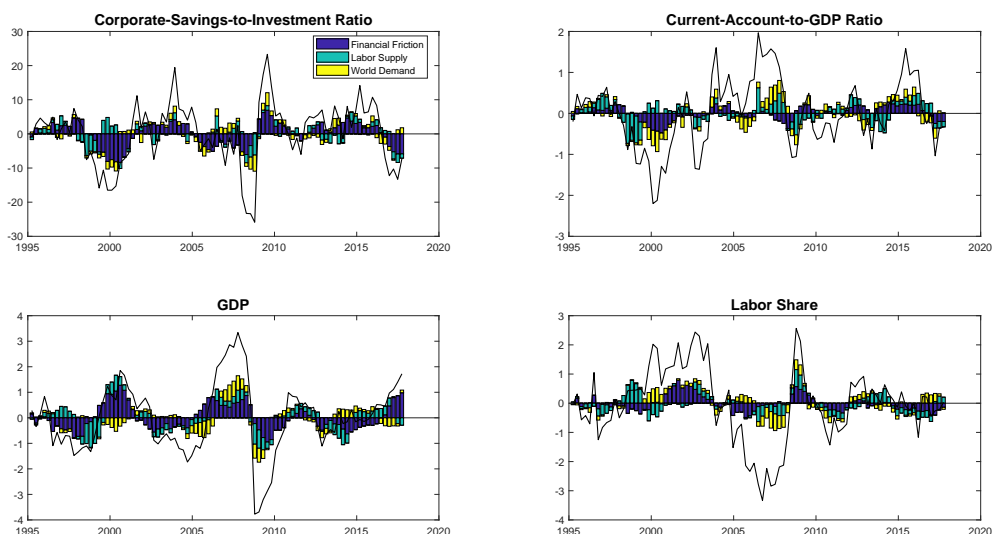 Corporate-Savings-to-Investment Ratio
30
20
10
0
-10
-20
-30
1995 2000 2005 2010 2015 2020
Financial Friction
Labor Supply
World Demand
Current-Account-to-GDP Ratio
2
1
0
-1
-2
-3
1995 2000 2005 2010 2015 2020
GDP
4
3
2
1
0
-1
-2
-3
-4
1995 2000 2005 2010 2015 2020
Labor Share
3
2
1
0
-1
-2
-3
-4
1995 2000 2005 2010 2015 2020